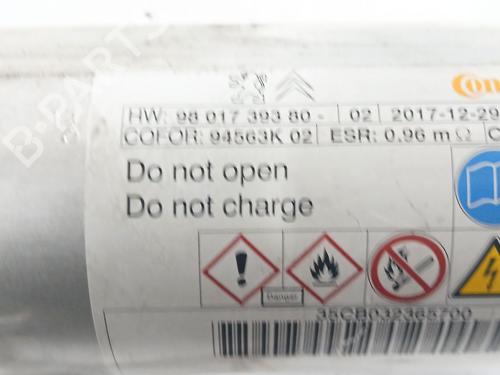 Con
HW: 98 017 393 80 - 02 2017-12-29
COFOR: 94563K 02 ESR: 0.96 mΩ C
Do not open
Do not charge
Danger
35CB032365700
B-PARTS